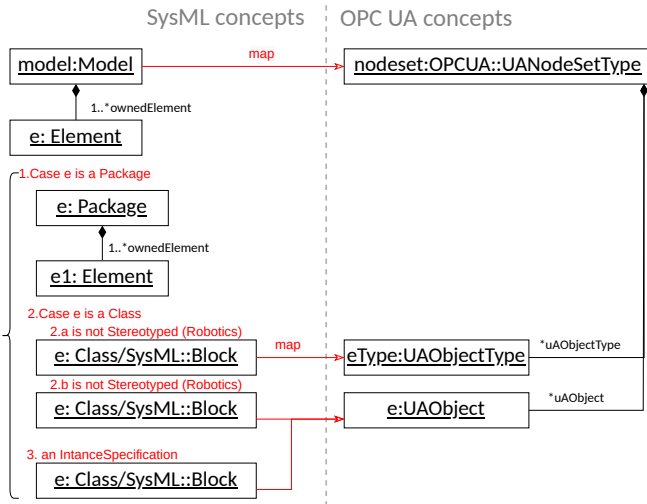 SysML concepts
OPC UA concepts
model:Model
map
nodeset:OPCUA::UANodeSetType
1..*ownedElement
e: Element
1.Case e is a Package
e: Package
1..*ownedElement
e1: Element
2.Case e is a Class
2.a is not Stereotyped (Robotics)
e: Class/SysML::Block
map
eType:UAObjectType
*uAObjectType
2.b is not Stereotyped (Robotics)
e: Class/SysML::Block
e:UAObject
*uAObject
3. an IntanceSpecification
e: Class/SysML::Block